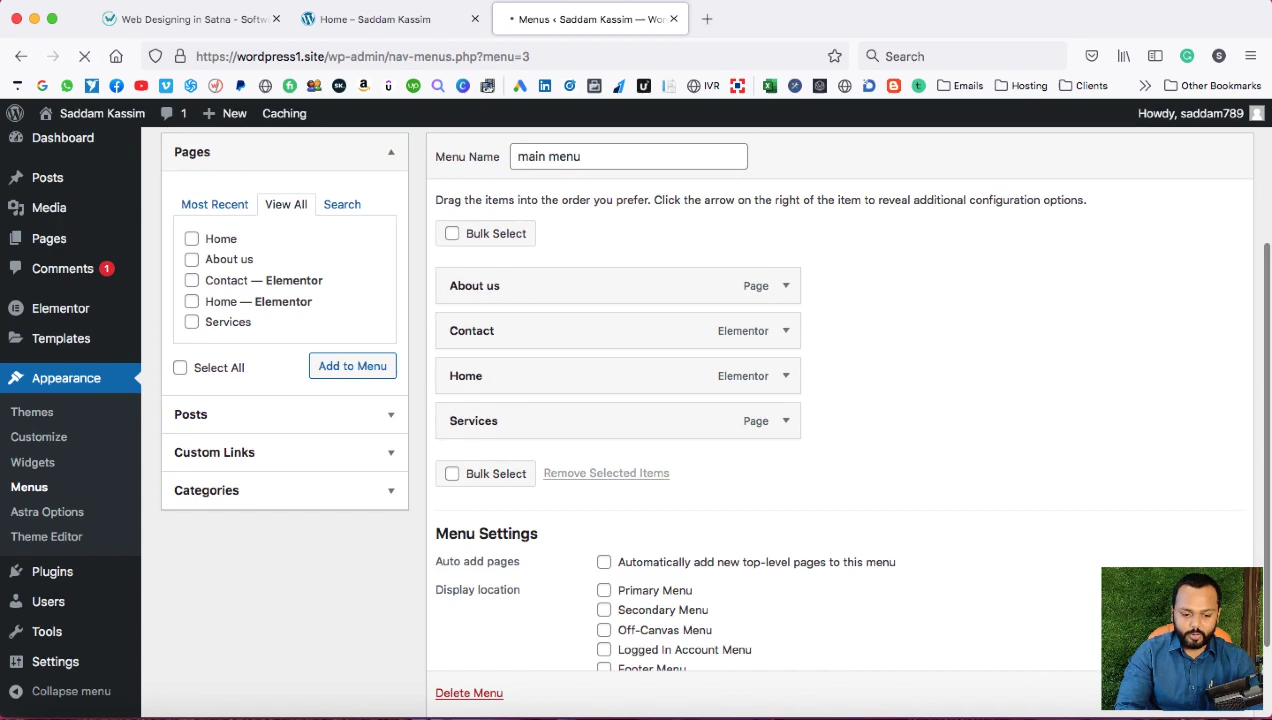 Web Designing in Satna - Softw
Home – Saddam Kassim
Menus ‹ Saddam Kassim — Wor
https://wordpress1.site/wp-admin/nav-menus.php?menu=3
Search
IVR
Emails
Hosting
Clients
Other Bookmarks
Saddam Kassim
1
New
Caching
Howdy, saddam789
Dashboard
Posts
Media
Pages
Comments 1
Elementor
Templates
Appearance
Themes
Customize
Widgets
Menus
Astra Options
Theme Editor
Plugins
Users
Tools
Settings
Collapse menu
Pages
Most Recent
View All
Search
Home
About us
Contact — Elementor
Home — Elementor
Services
Select All
Add to Menu
Posts
Custom Links
Categories
Menu Name
main menu
Drag the items into the order you prefer. Click the arrow on the right of the item to reveal additional configuration options.
Bulk Select
About us Page
Contact Elementor
Home Elementor
Services Page
Bulk Select
Remove Selected Items
Menu Settings
Auto add pages
Automatically add new top-level pages to this menu
Display location
Primary Menu
Secondary Menu
Off-Canvas Menu
Logged In Account Menu
Footer Menu
Delete Menu